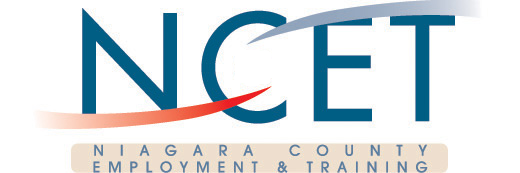 NCET
NIAGARA COUNTY
EMPLOYMENT & TRAINING